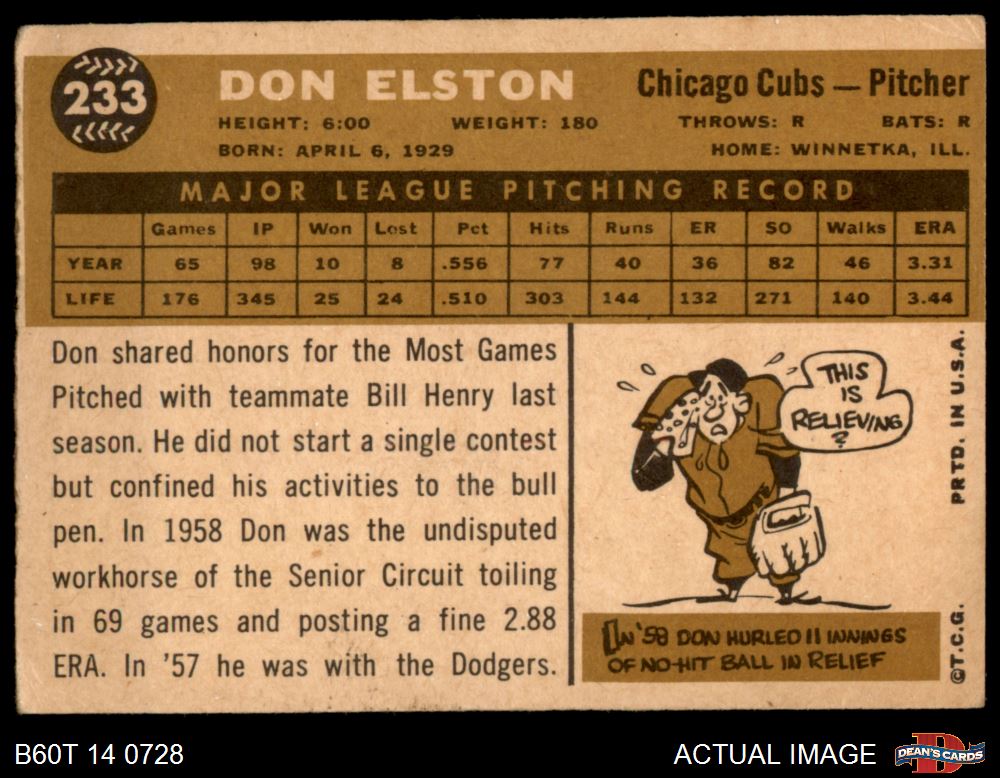 233
DON ELSTON
Chicago Cubs — Pitcher
HEIGHT: 6:00 WEIGHT: 180 THROWS: R BATS: R
BORN: APRIL 6, 1929 HOME: WINNETKA, ILL.
MAJOR LEAGUE PITCHING RECORD
Games IP Won Lost Pct Hits Runs ER SO Walks ERA
YEAR 65 98 10 8 .556 77 40 36 82 46 3.31
LIFE 176 345 25 24 .510 303 144 132 271 140 3.44
Don shared honors for the Most Games
Pitched with teammate Bill Henry last
season. He did not start a single contest
but confined his activities to the bull
pen. In 1958 Don was the undisputed
workhorse of the Senior Circuit toiling
in 69 games and posting a fine 2.88
ERA. In '57 he was with the Dodgers.
THIS
IS
RELIEVING
?
IN '58 DON HURLED 11 INNINGS
OF NO-HIT BALL IN RELIEF
PRTD. IN U.S.A.
©T.C.G.
B60T 14 0728
ACTUAL IMAGE
DEAN'S CARDS